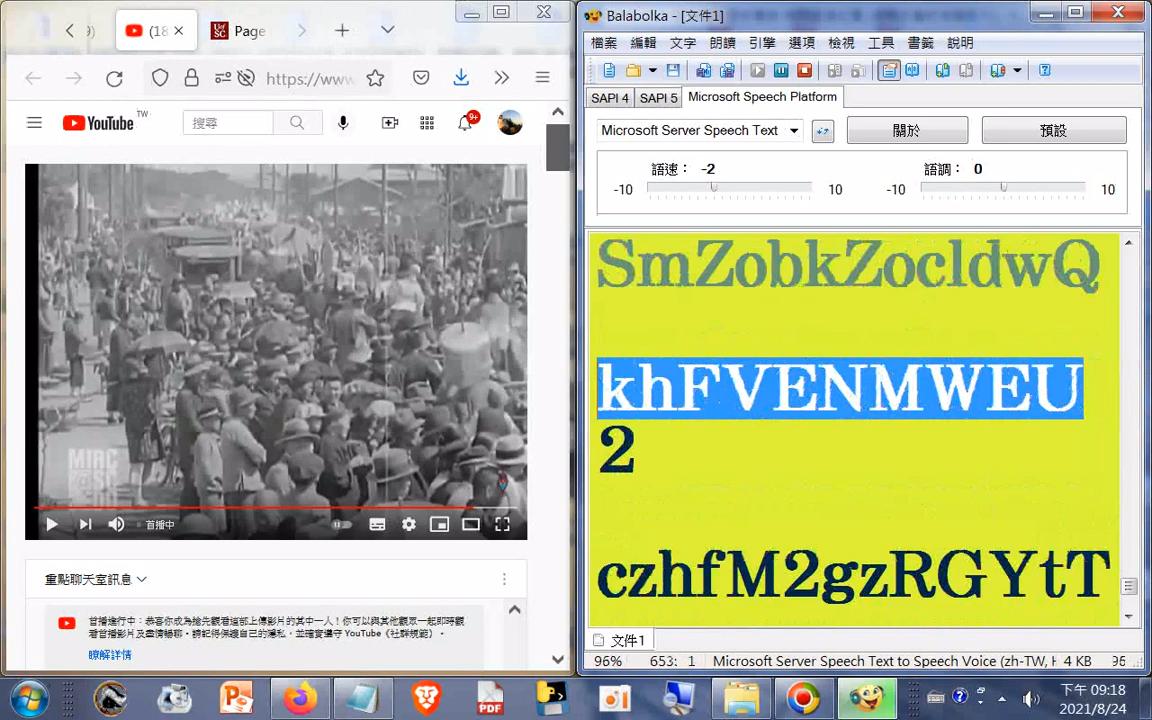 (18
Page
https://www
YouTube TW
搜尋
9+
MIRC
@SC
首播中
重點聊天室訊息
首播進行中：恭喜你成為搶先觀看這部上傳影片的其中一人！你可以與其他觀眾一起即時觀
看首播影片及盡情暢聊。請記得保護自己的隱私，並確實遵守 YouTube《社群規範》。
瞭解詳情
Balabolka - [文件1]
檔案 編輯 文字 朗讀 引擎 選項 檢視 工具 書籤 說明
SAPI 4 SAPI 5 Microsoft Speech Platform
Microsoft Server Speech Text 關於 預設
語速： -2 語調： 0
-10 10 -10 10
SmZobkZocldwQ
khFVENMWEU
2
czhfM2gzRGYtT
文件1
96% 653: 1 Microsoft Server Speech Text to Speech Voice (zh-TW, H 4 KB 96
PDF
下午 09:18
2021/8/24